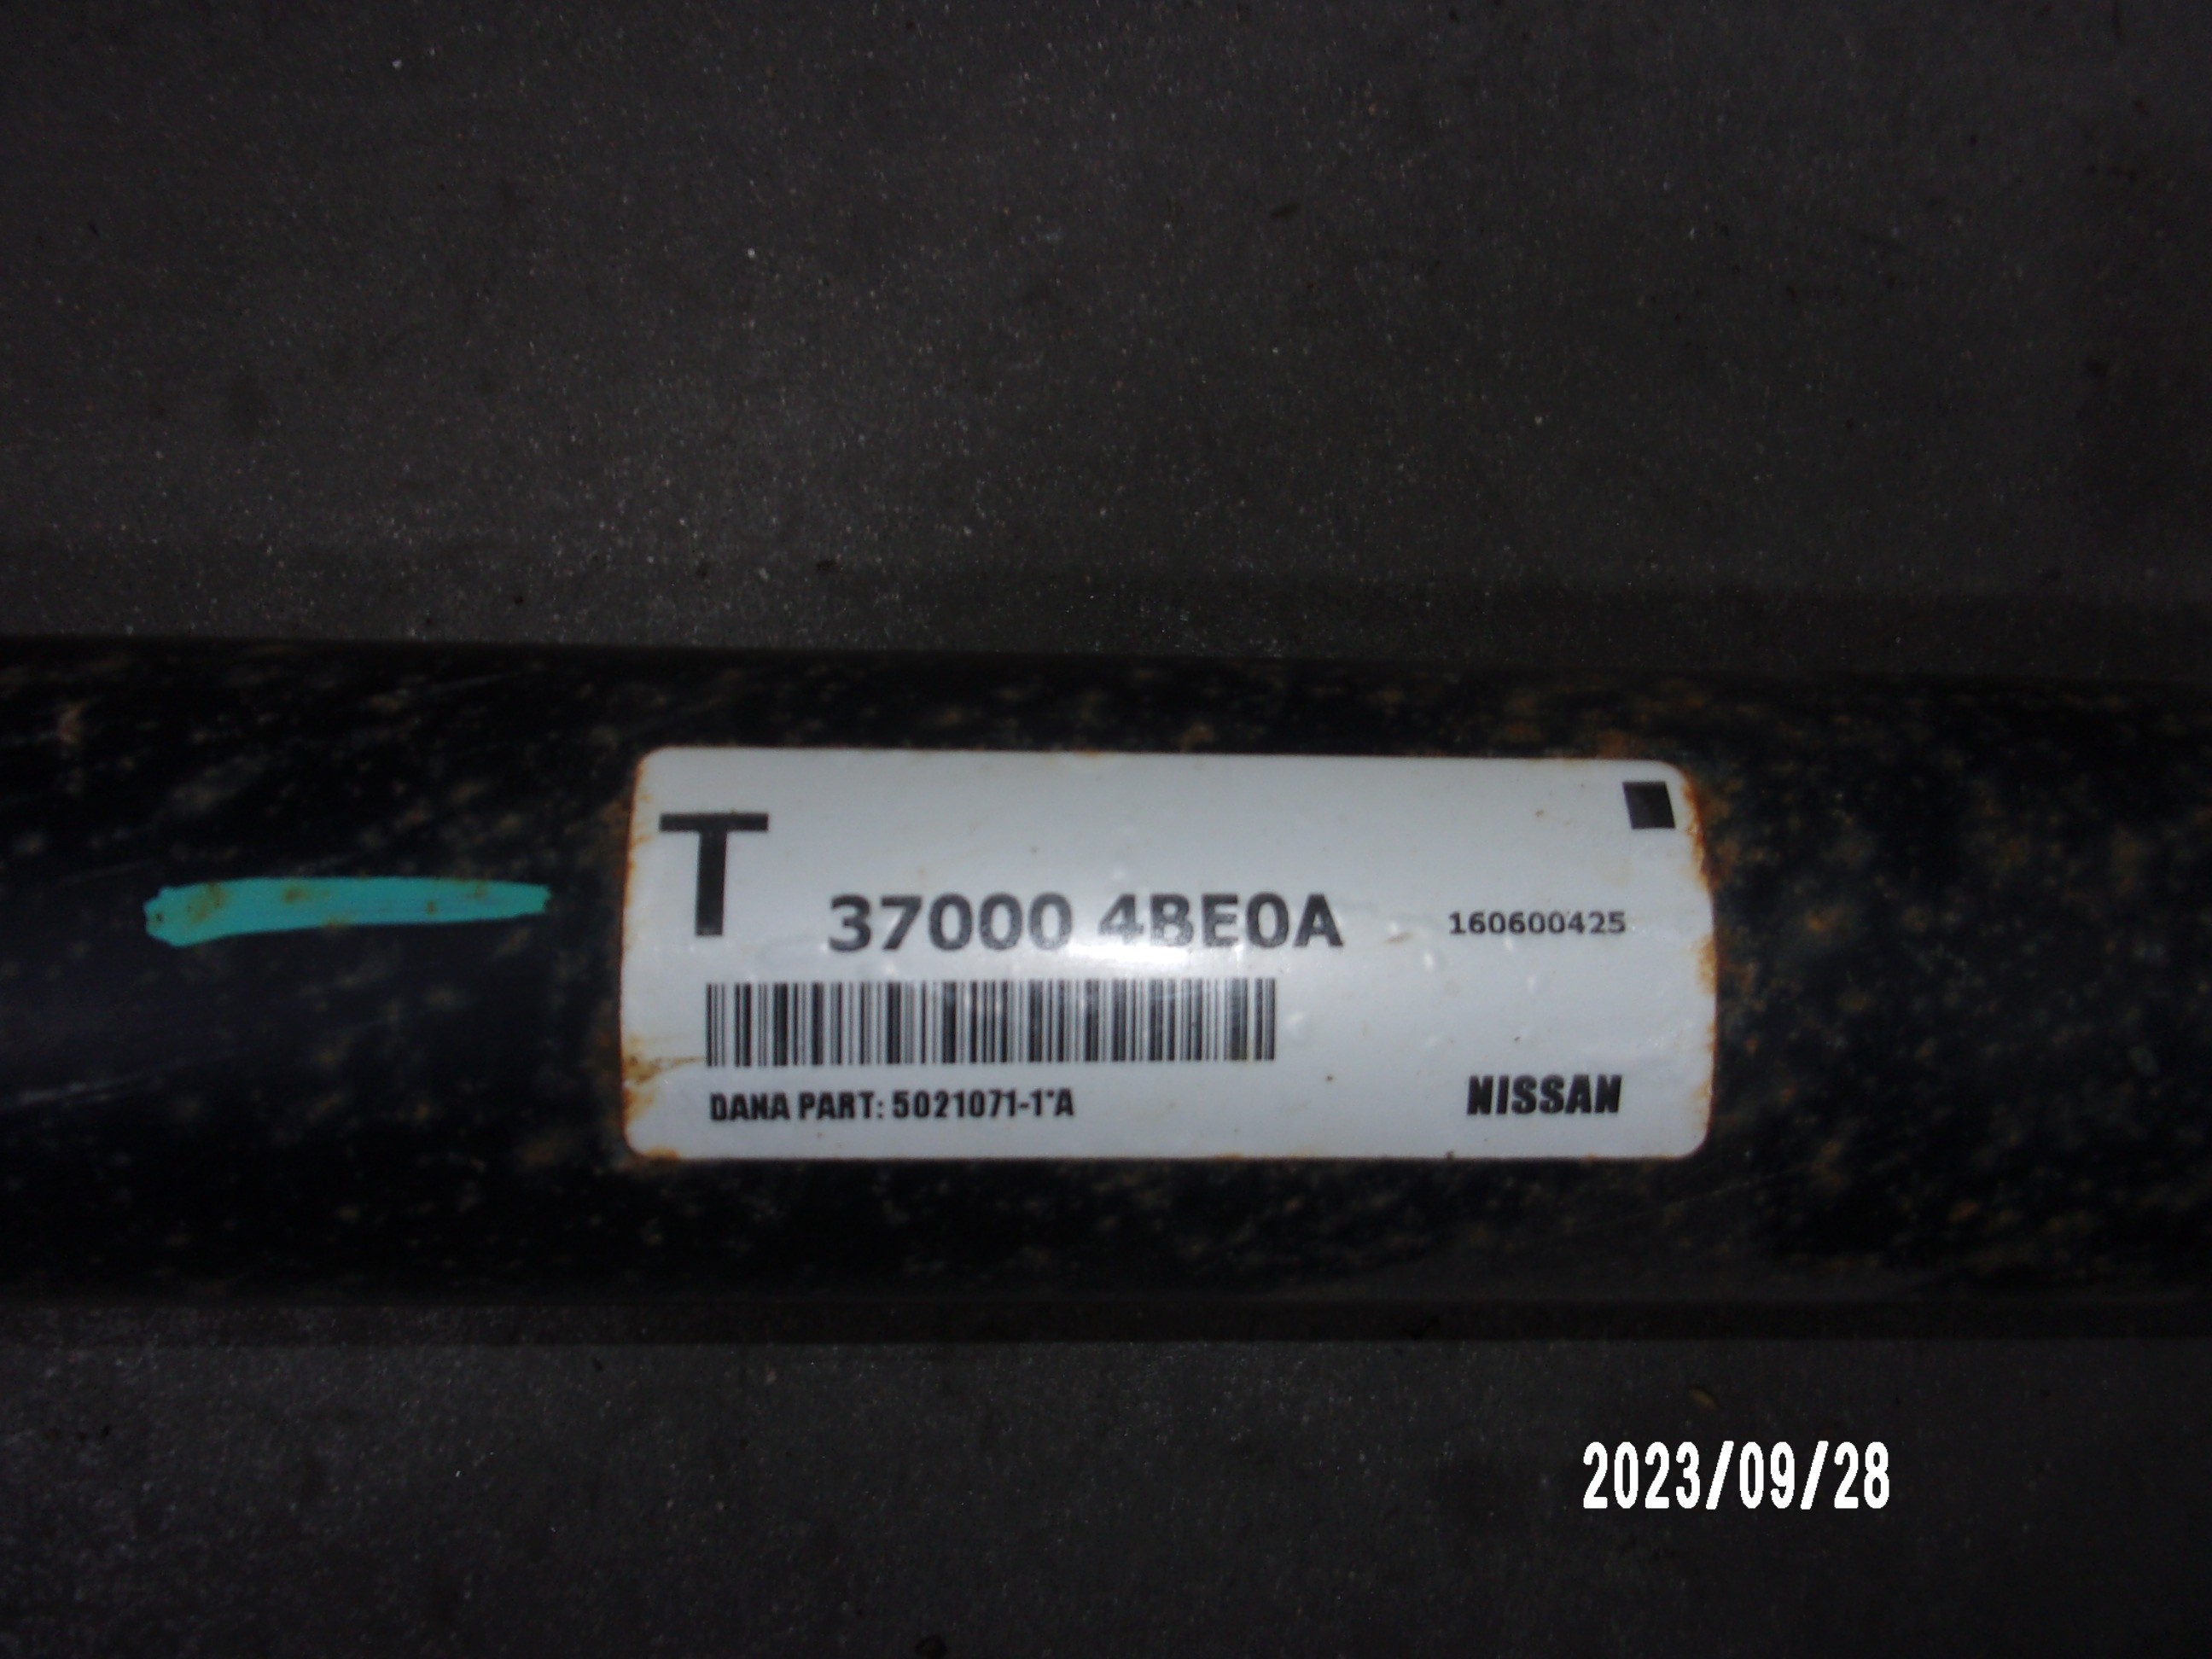 T
37000 4BE0A
160600425
DANA PART: 5021071-1*A
NISSAN
2023/09/28